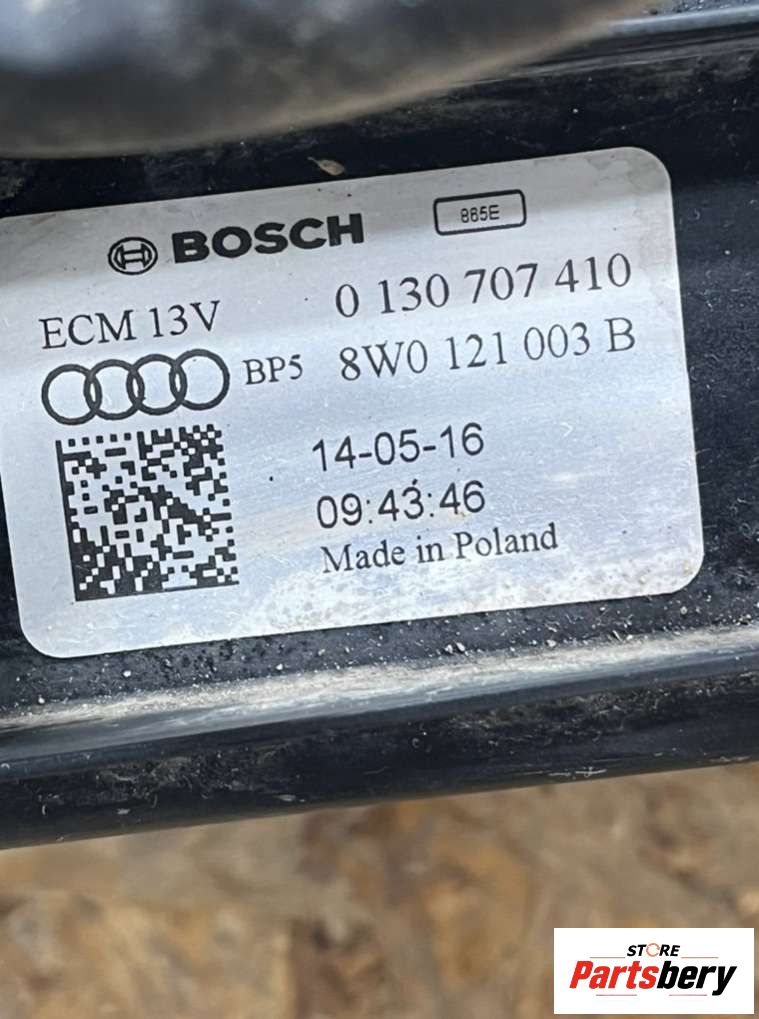 BOSCH
865E
ECM 13V
0 130 707 410
BP5
8W0 121 003 B
14-05-16
09:43:46
Made in Poland
STORE
Partsbery